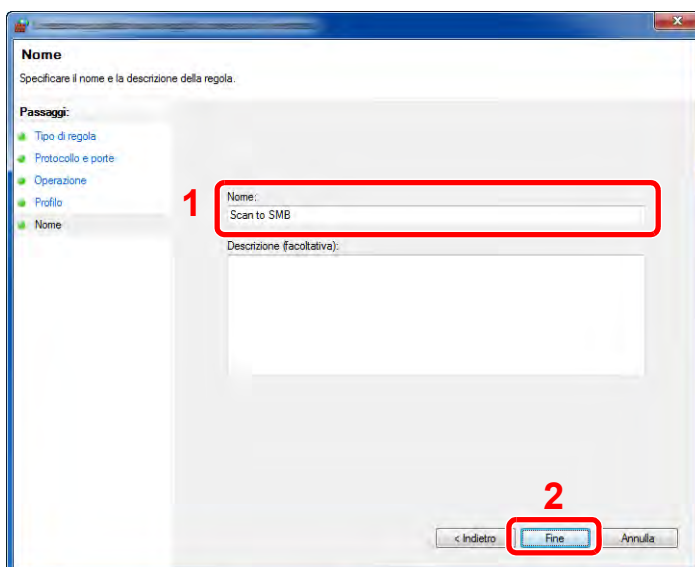 Nome
Specificare il nome e la descrizione della regola.
Passaggi:
Tipo di regola
Protocollo e porte
Operazione
Profilo
Nome
1
Nome:
Scan to SMB
Descrizione (facoltativa):
2
< Indietro
Fine
Annulla